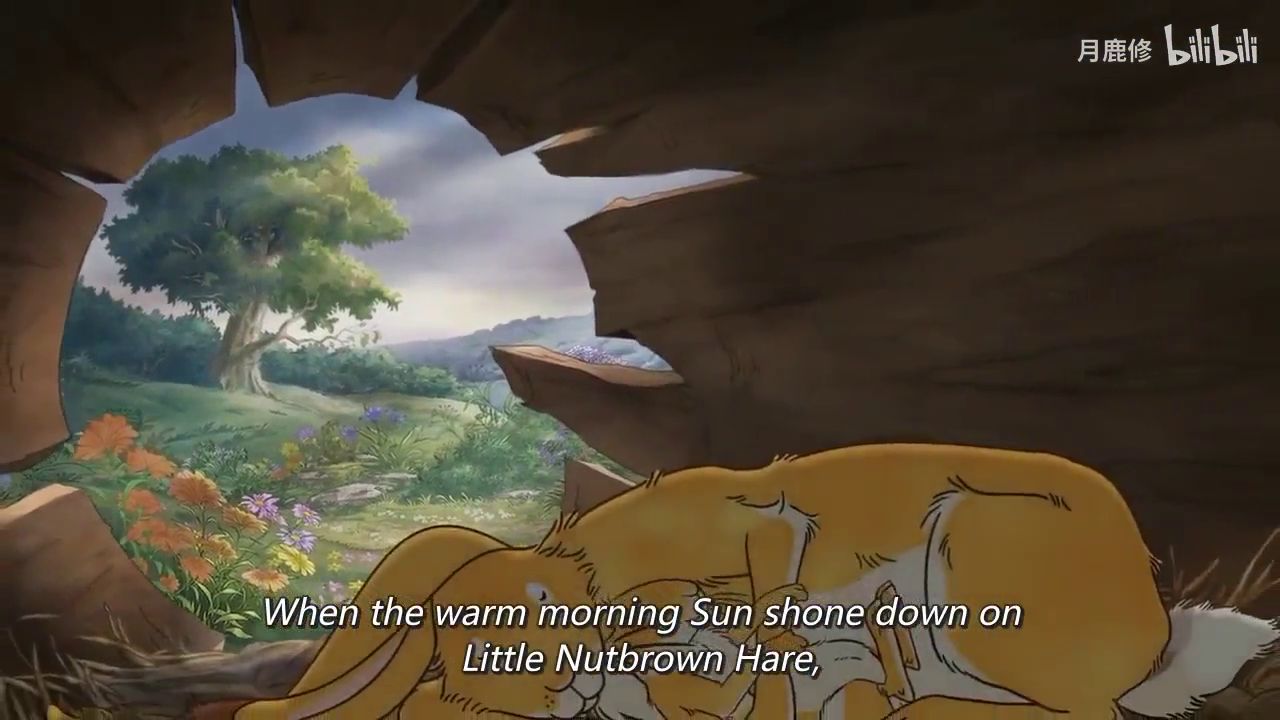 月鹿修 bilibili
When the warm morning Sun shone down on
Little Nutbrown Hare,